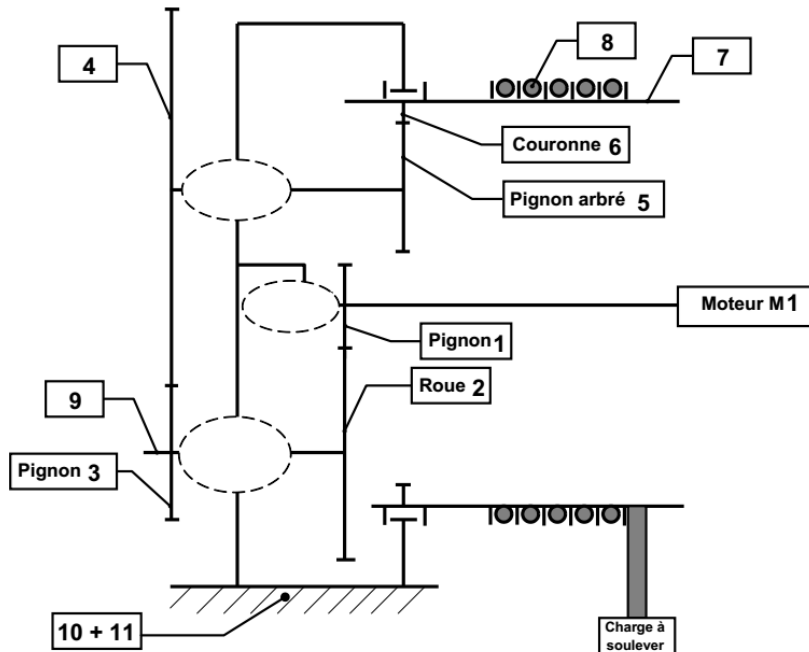 8
4
7
Couronne 6
Pignon arbré 5
Moteur M 1
Pignon 1
9
Roue 2
Pignon 3
10 + 11
Charge à
soulever